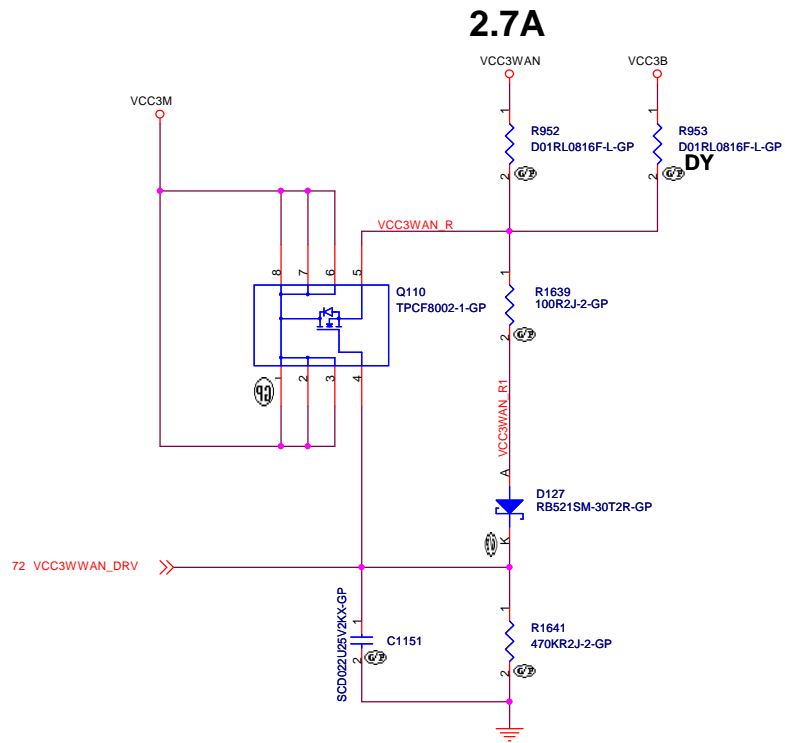 2.7A
VCC3WAN
VCC3B
VCC3M
1
R952
D01RL0816F-L-GP
2
G/P
1
R953
D01RL0816F-L-GP
DY
2
G/P
VCC3WAN_R
8
7
6
5
Q110
TPCF8002-1-GP
1
2
3
4
GP
1
R1639
100R2J-2-GP
2
G/P
VCC3WAN_R1
A
D127
RB521SM-30T2R-GP
K
72 VCC3WWAN_DRV
SCD022U25V2KX-GP
1
C1151
2
G/P
1
R1641
470KR2J-2-GP
2
G/P